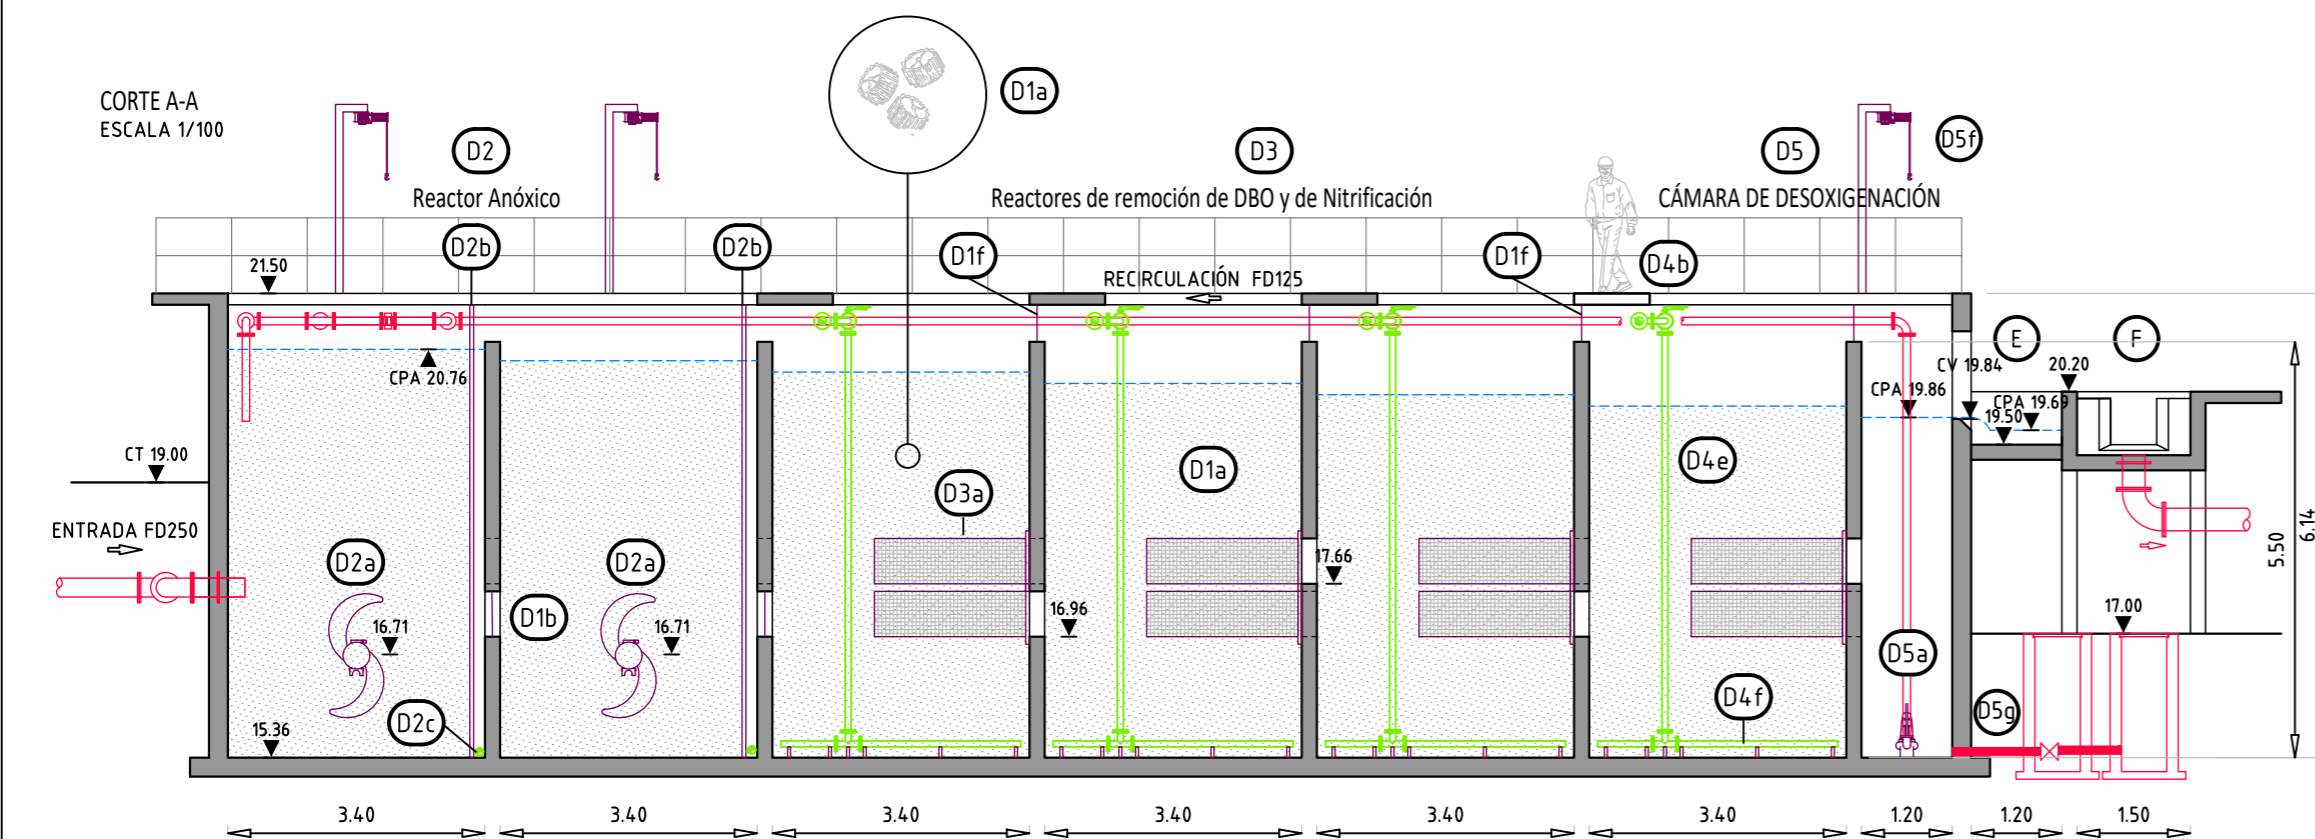 CORTE A-A
ESCALA 1/100
D1a
D2
D3
D5
D5f
Reactor Anóxico
Reactores de remoción de DBO y de Nitrificación
CÁMARA DE DESOXIGENACIÓN
D2b
D2b
D1f
D1f
D4b
21.50
RECIRCULACIÓN FD125
E
F
CPA 20.76
CV 19.84
20.20
CPA 19.86
CPA 19.69
19.50
CT 19.00
D3a
D1a
D4e
ENTRADA FD250
D2a
D2a
17.66
5.50
6.14
D1b
16.71
16.71
16.96
17.00
D5a
D2c
D4f
D5g
15.36
3.40
3.40
3.40
3.40
3.40
3.40
1.20
1.20
1.50